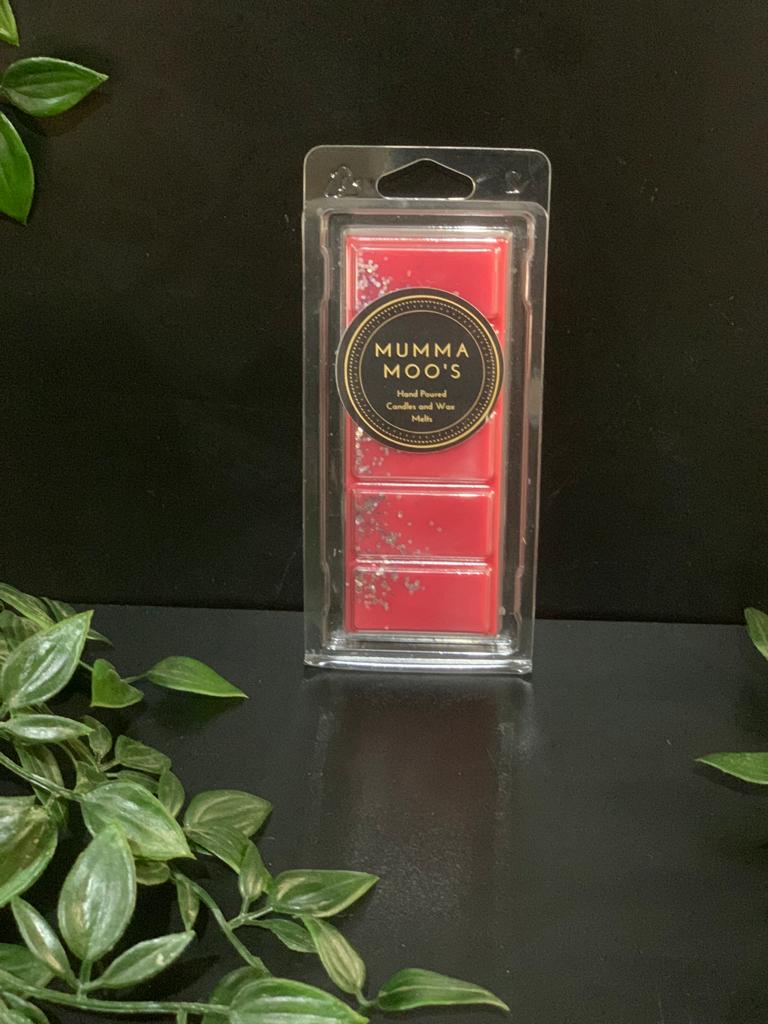 MUMMA
MOO'S
Hand Poured
Candles and Wax
Melts